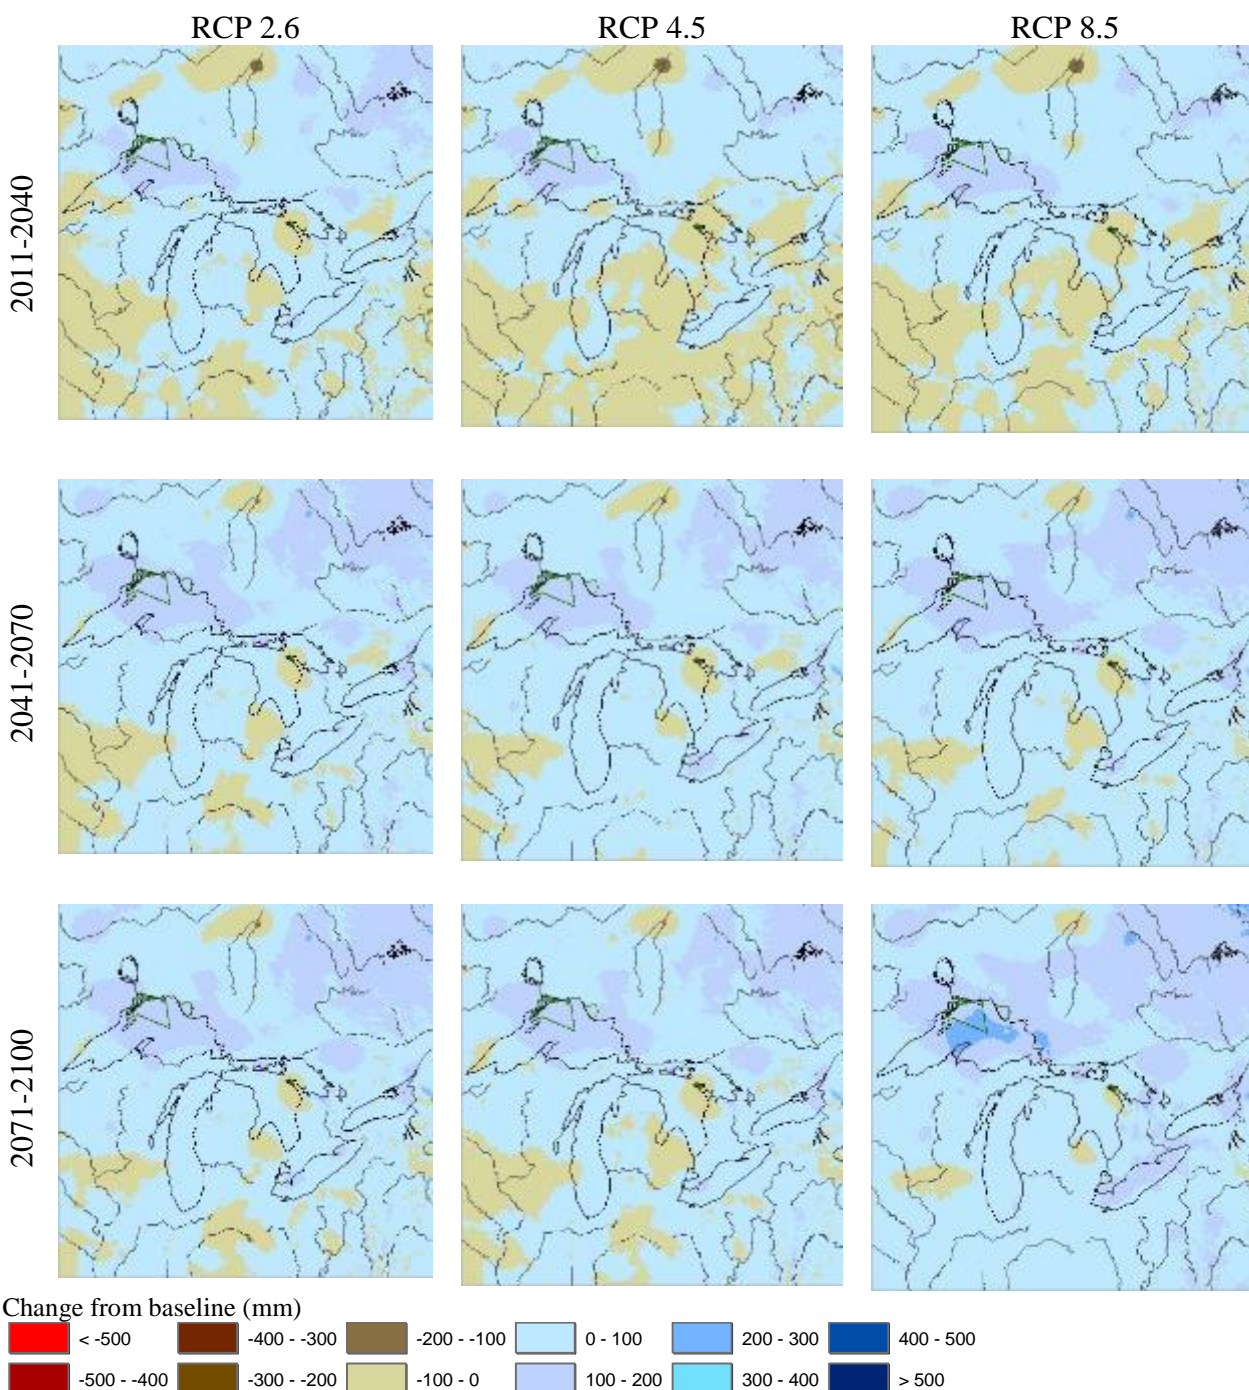 RCP 2.6 RCP 4.5 RCP 8.5
2011-2040
2041-2070
2071-2100
Change from baseline (mm)
< -500 -400 - -300 -200 - -100 0 - 100 200 - 300 400 - 500
-500 - -400 -300 - -200 -100 - 0 100 - 200 300 - 400 > 500